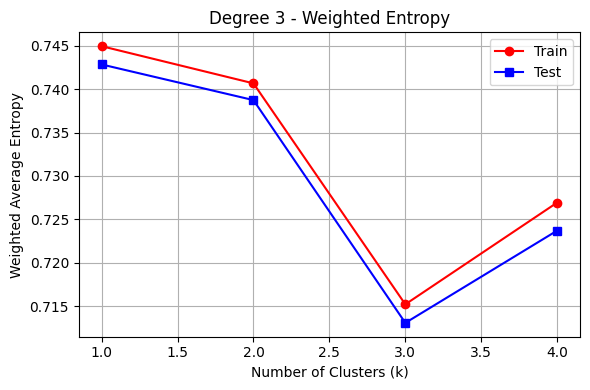 Degree 3 - Weighted Entropy
Train
Test
0.745
0.740
0.735
0.730
0.725
0.720
0.715
Weighted Average Entropy
1.0 1.5 2.0 2.5 3.0 3.5 4.0
Number of Clusters (k)